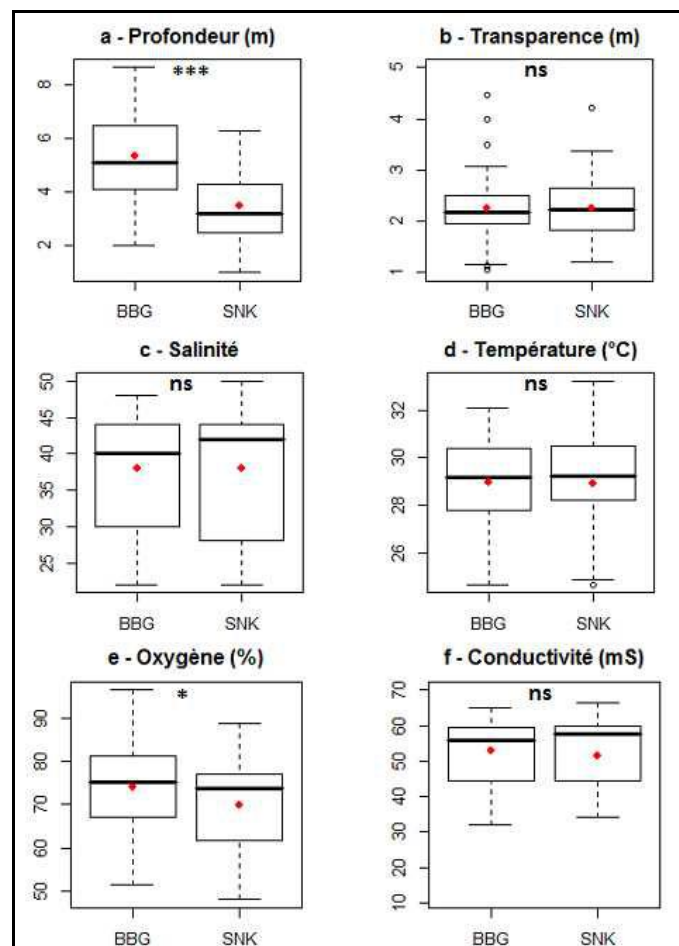 a - Profondeur (m)
***
8
6
4
2
BBG
SNK
b - Transparence (m)
ns
5
4
3
2
1
BBG
SNK
c - Salinité
ns
50
45
40
35
30
25
BBG
SNK
d - Température (°C)
ns
32
30
28
26
BBG
SNK
e - Oxygène (%)
*
90
80
70
60
50
BBG
SNK
f - Conductivité (mS)
ns
70
60
50
40
30
20
10
BBG
SNK